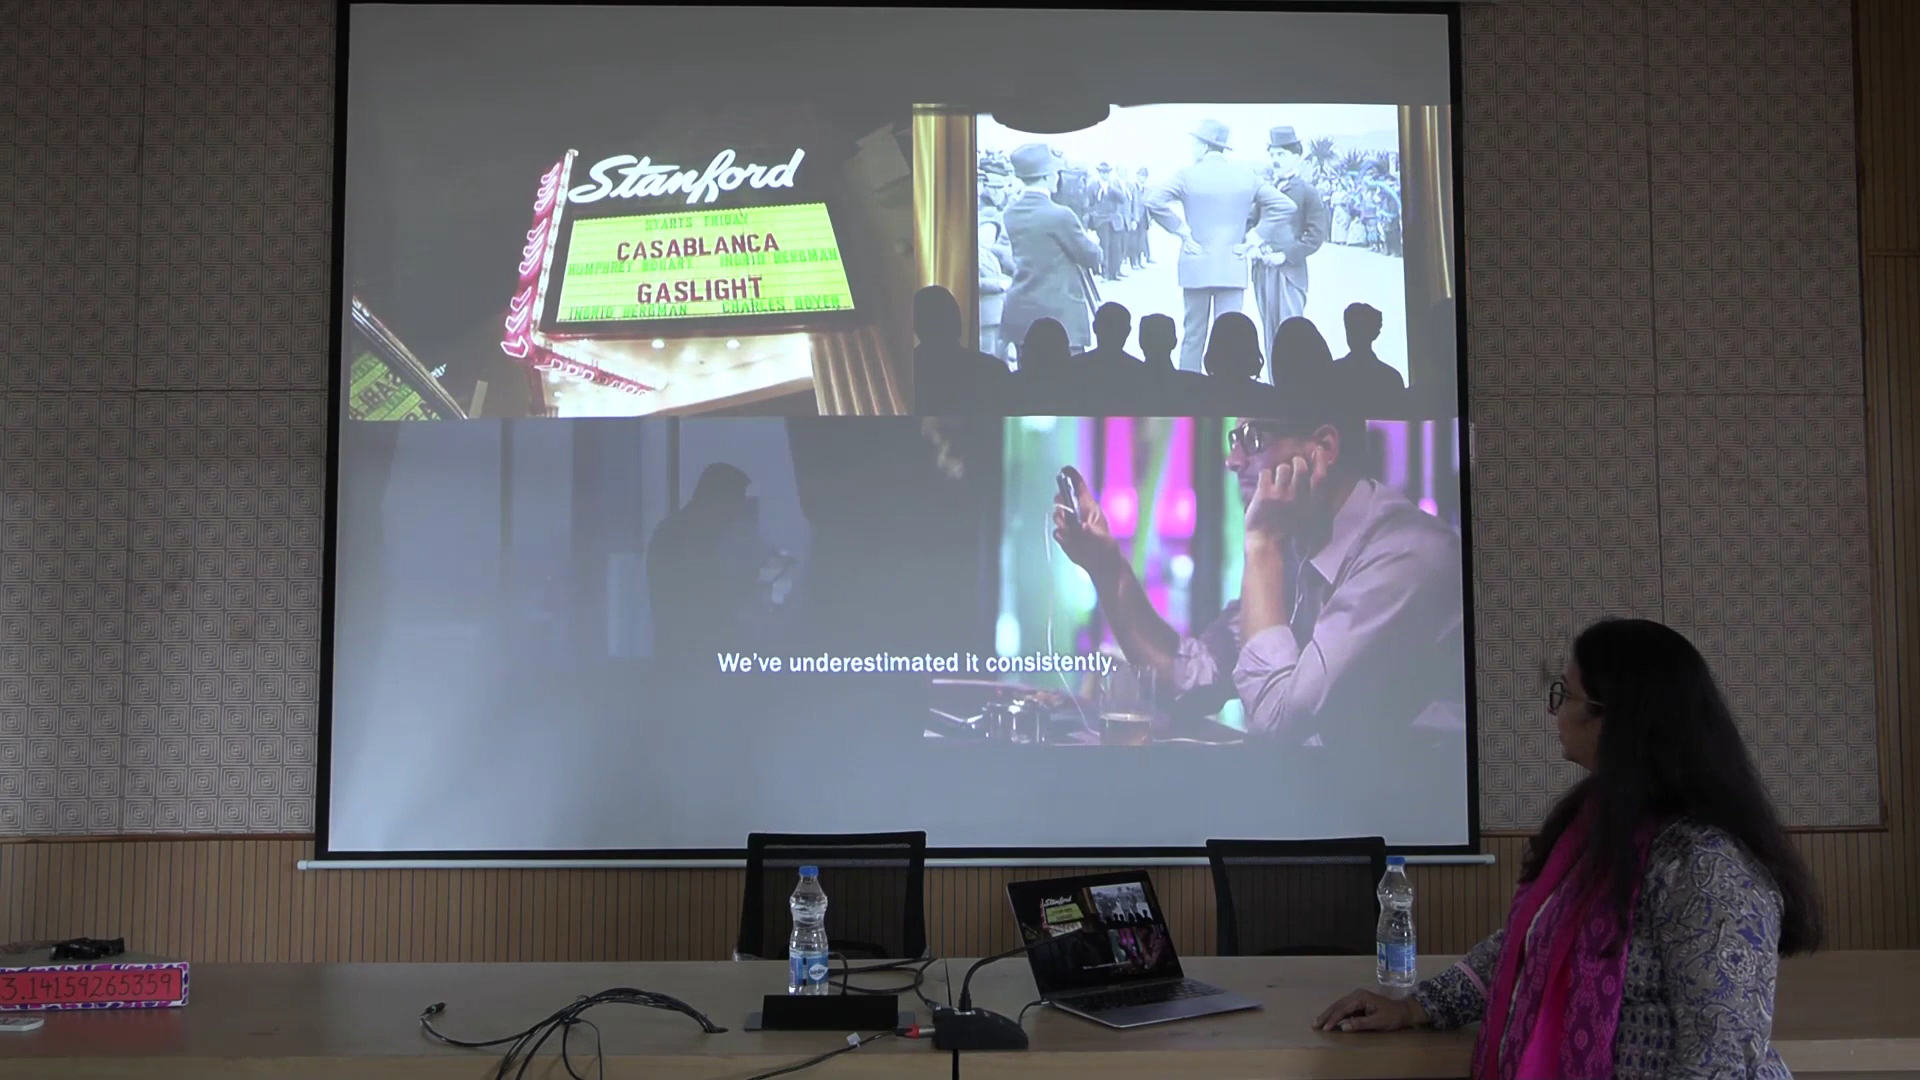 Stanford
STARTS FRIDAY
CASABLANCA
HUMPHREY BOGART INGRID BERGMAN
GASLIGHT
INGRID BERGMAN CHARLES BOYER
We've underestimated it consistently.
3.14159265359